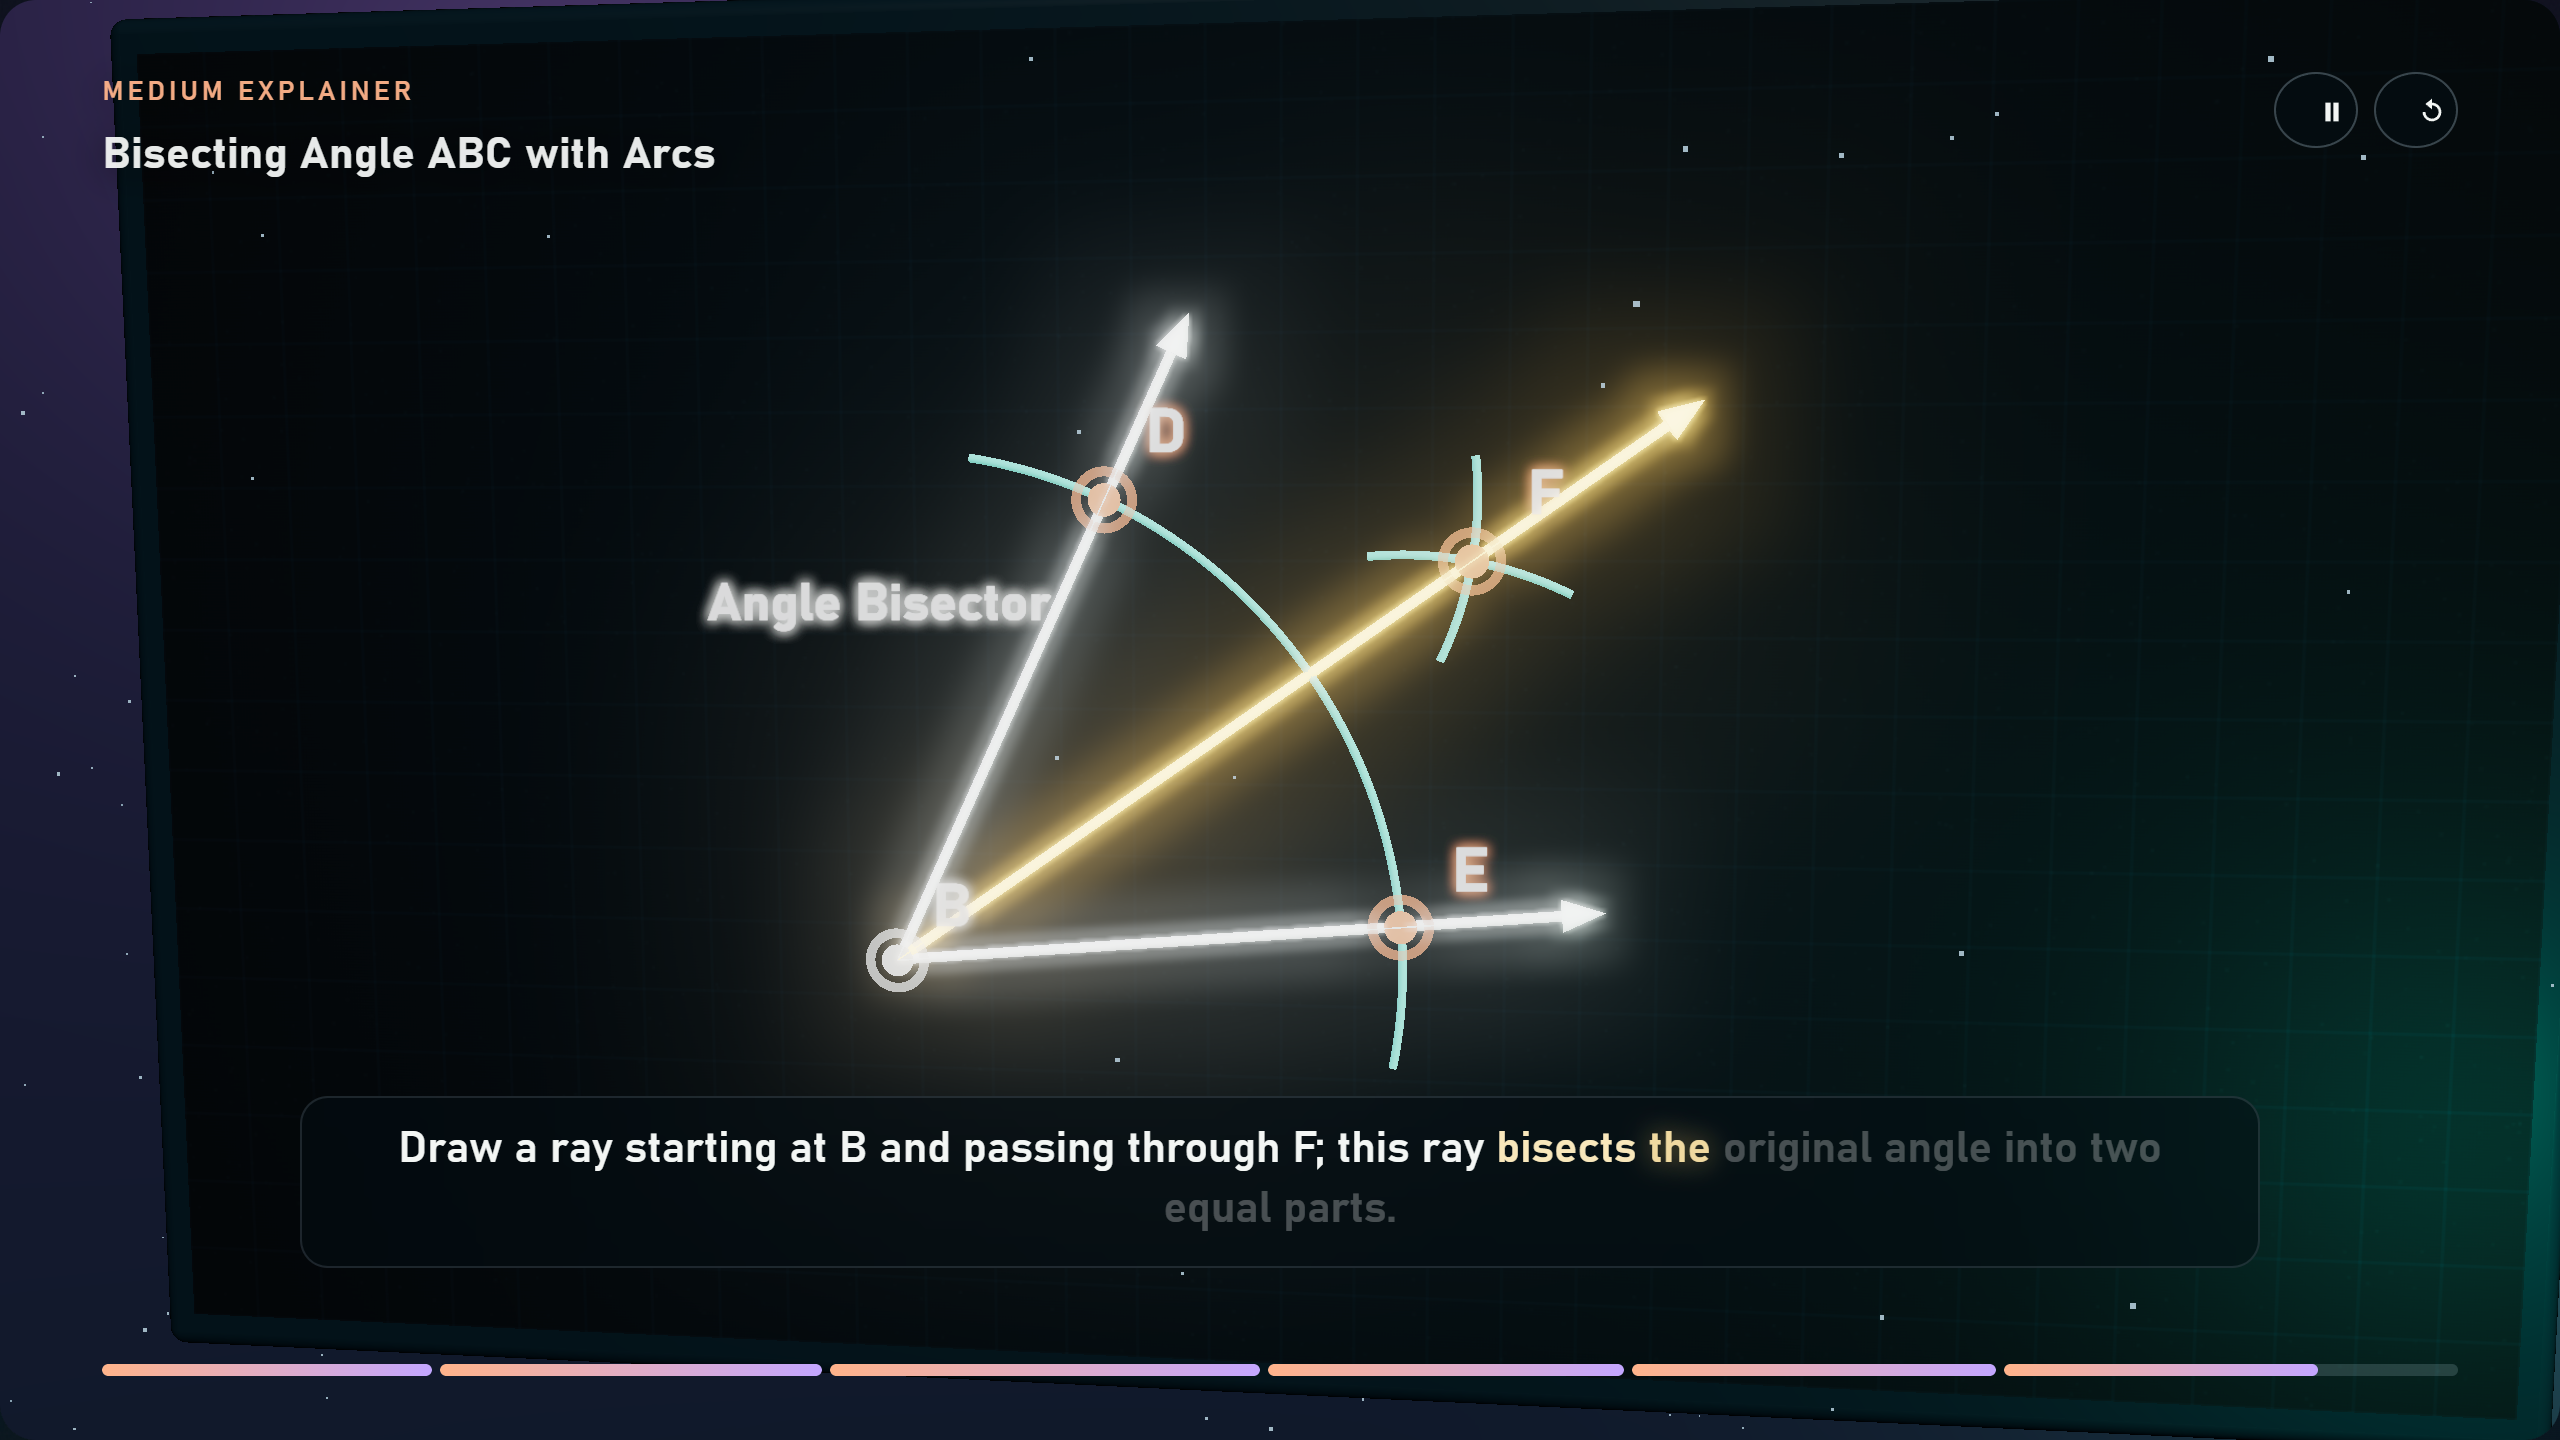 MEDIUM EXPLAINER
Bisecting Angle ABC with Arcs
D
F
Angle Bisector
E
B
Draw a ray starting at B and passing through F; this ray bisects the original angle into two
equal parts.